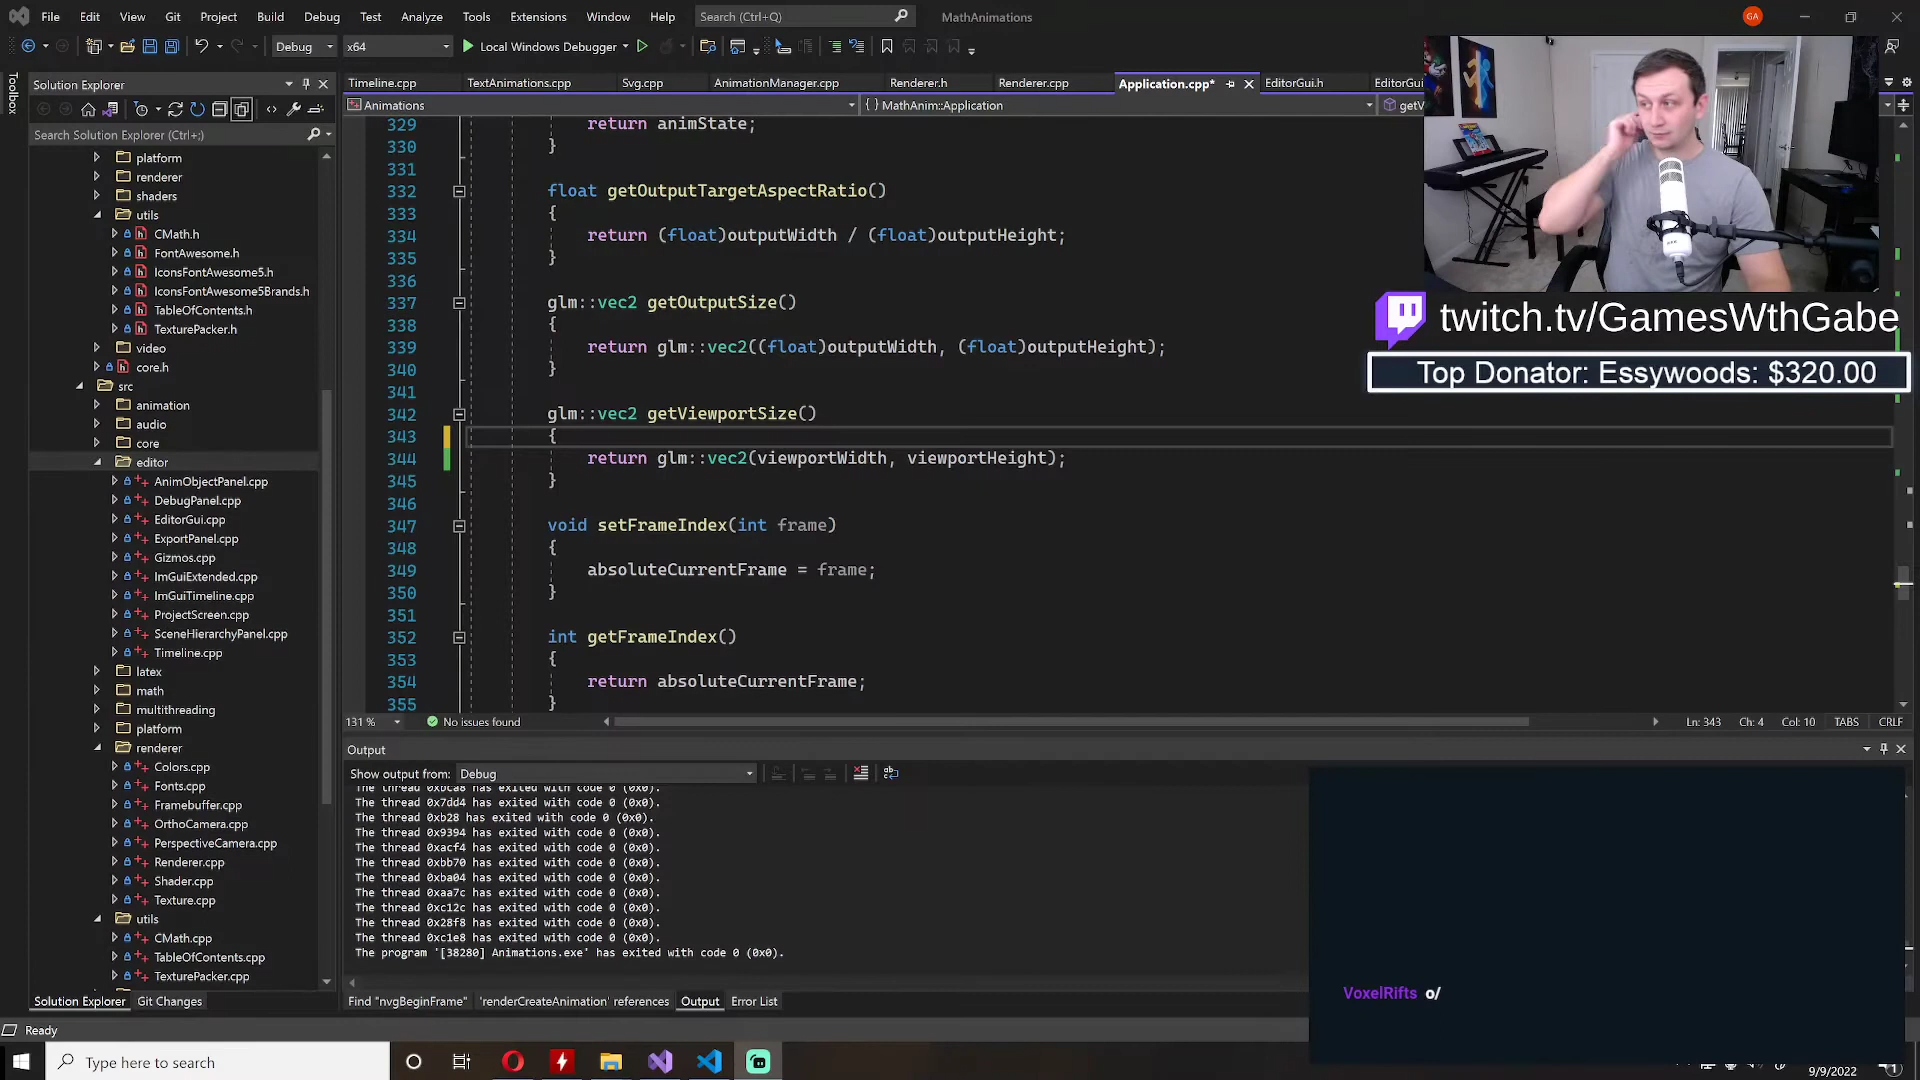 File Edit View Git Project Build Debug Test Analyze Tools Extensions Window Help Search (Ctrl+Q) MathAnimations GA
Debug x64 Local Windows Debugger
Toolbox
Solution Explorer
Timeline.cpp TextAnimations.cpp Svg.cpp AnimationManager.cpp Renderer.h Renderer.cpp Application.cpp* EditorGui.h EditorGui
Animations {} MathAnim::Application getV
Search Solution Explorer (Ctrl+;)
platform
renderer
shaders
utils
CMath.h
FontAwesome.h
IconsFontAwesome5.h
IconsFontAwesome5Brands.h
TableOfContents.h
TexturePacker.h
video
core.h
src
animation
audio
core
editor
AnimObjectPanel.cpp
DebugPanel.cpp
EditorGui.cpp
ExportPanel.cpp
Gizmos.cpp
ImGuiExtended.cpp
ImGuiTimeline.cpp
ProjectScreen.cpp
SceneHierarchyPanel.cpp
Timeline.cpp
latex
math
multithreading
platform
renderer
Colors.cpp
Fonts.cpp
Framebuffer.cpp
OrthoCamera.cpp
PerspectiveCamera.cpp
Renderer.cpp
Shader.cpp
Texture.cpp
utils
CMath.cpp
TableOfContents.cpp
TexturePacker.cpp
Solution Explorer Git Changes
329 return animState;
330 }
331
332 float getOutputTargetAspectRatio()
333 {
334 return (float)outputWidth / (float)outputHeight;
335 }
336
337 glm::vec2 getOutputSize()
338 {
339 return glm::vec2((float)outputWidth, (float)outputHeight);
340 }
341
342 glm::vec2 getViewportSize()
343 {
344 return glm::vec2(viewportWidth, viewportHeight);
345 }
346
347 void setFrameIndex(int frame)
348 {
349 absoluteCurrentFrame = frame;
350 }
351
352 int getFrameIndex()
353 {
354 return absoluteCurrentFrame;
355 }
131 % No issues found Ln: 343 Ch: 4 Col: 10 TABS CRLF
twitch.tv/GamesWthGabe
Top Donator: Essywoods: $320.00
Output
Show output from: Debug
The thread 0xbca8 has exited with code 0 (0x0).
The thread 0x7dd4 has exited with code 0 (0x0).
The thread 0xb28 has exited with code 0 (0x0).
The thread 0x9394 has exited with code 0 (0x0).
The thread 0xacf4 has exited with code 0 (0x0).
The thread 0xbb70 has exited with code 0 (0x0).
The thread 0xba04 has exited with code 0 (0x0).
The thread 0xaa7c has exited with code 0 (0x0).
The thread 0xc12c has exited with code 0 (0x0).
The thread 0x28f8 has exited with code 0 (0x0).
The thread 0xc1e8 has exited with code 0 (0x0).
The program '[38280] Animations.exe' has exited with code 0 (0x0).
Find "nvgBeginFrame" 'renderCreateAnimation' references Output Error List
VoxelRifts o/
Ready
Type here to search
9/9/2022